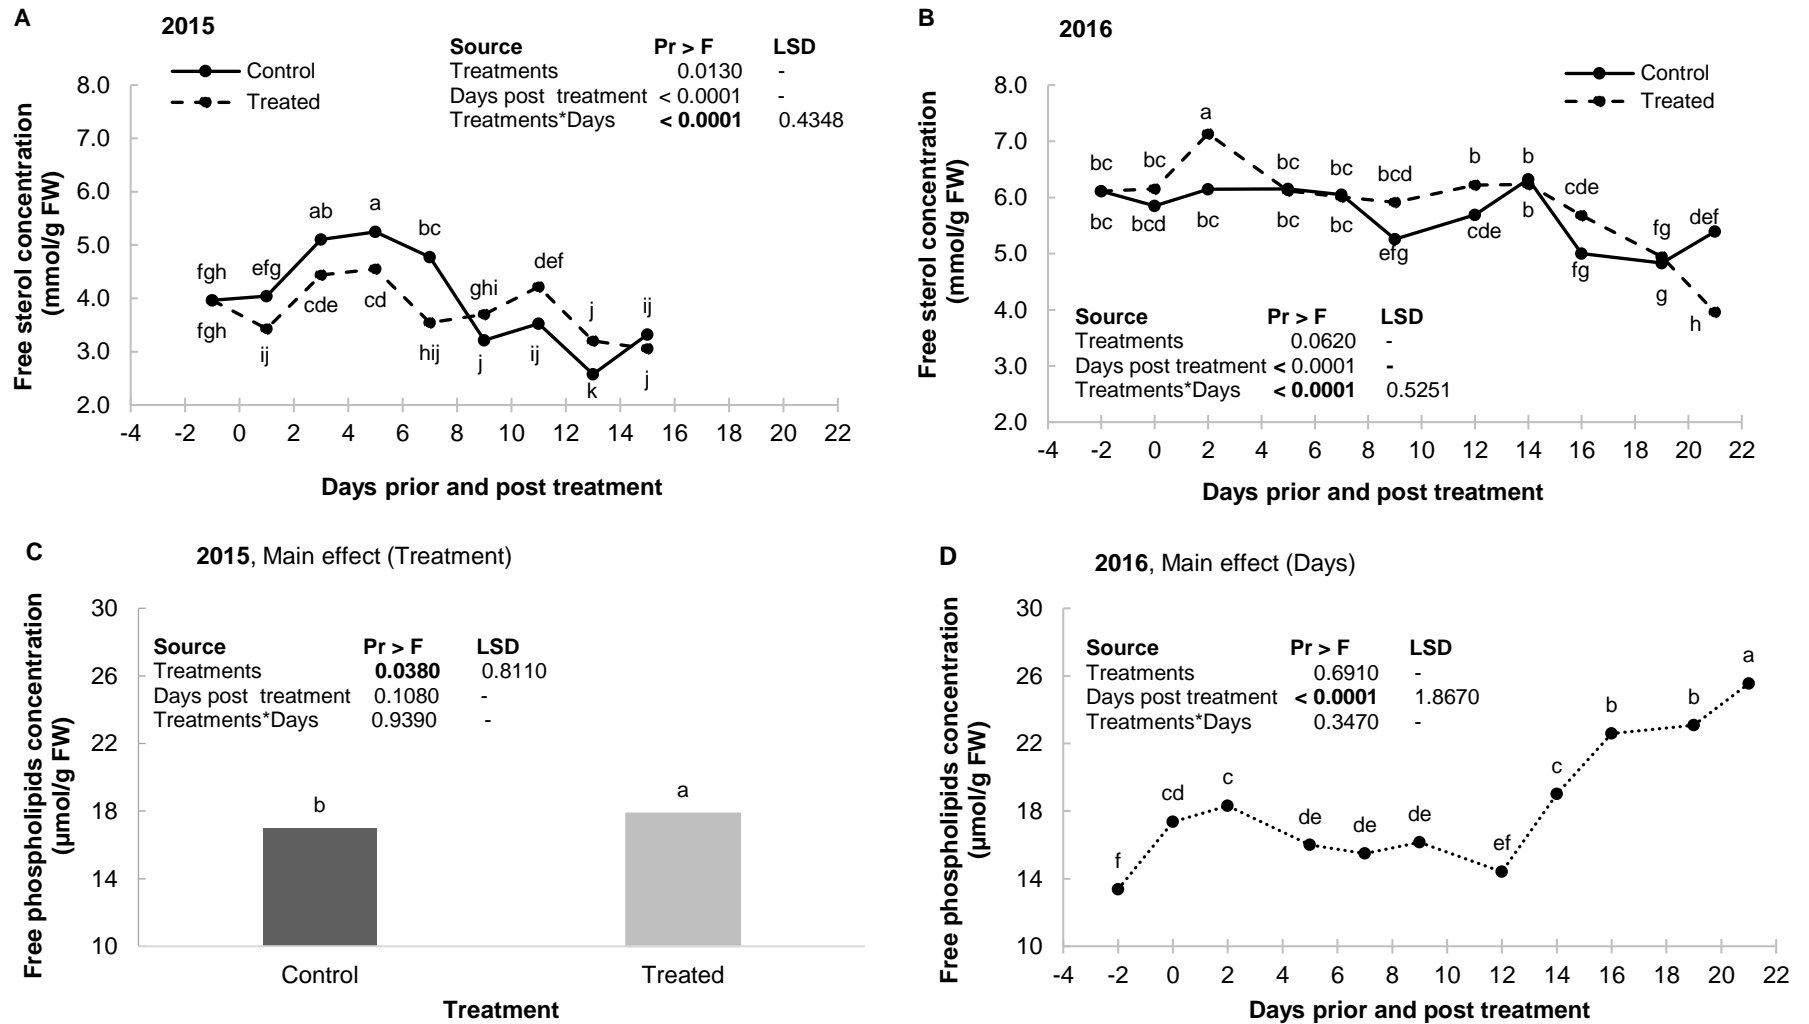 A
2015
Control
Treated
Source Pr > F LSD
Treatments 0.0130 -
Days post treatment < 0.0001 -
Treatments*Days < 0.0001 0.4348
Free sterol concentration
(mmol/g FW)
8.0
7.0
6.0
5.0
4.0
3.0
2.0
fgh efg ab a bc ghi def j ij
fgh ij cde cd hij j ij k j
-4 -2 0 2 4 6 8 10 12 14 16 18 20 22
Days prior and post treatment
B
2016
Control
Treated
Free sterol concentration
(mmol/g FW)
8.0
7.0
6.0
5.0
4.0
3.0
2.0
bc bc a bc bc bcd b b cde fg def
bc bcd bc bc bc efg cde b fg g h
Source Pr > F LSD
Treatments 0.0620 -
Days post treatment < 0.0001 -
Treatments*Days < 0.0001 0.5251
-4 -2 0 2 4 6 8 10 12 14 16 18 20 22
Days prior and post treatment
C
2015, Main effect (Treatment)
Free phospholipids concentration
(µmol/g FW)
30
26
22
18
14
10
Source Pr > F LSD
Treatments 0.0380 0.8110
Days post treatment 0.1080 -
Treatments*Days 0.9390 -
b a
Control Treated
Treatment
D
2016, Main effect (Days)
Free phospholipids concentration
(µmol/g FW)
30
26
22
18
14
10
Source Pr > F LSD
Treatments 0.6910 -
Days post treatment < 0.0001 1.8670
Treatments*Days 0.3470 -
f cd c de de de ef c b b a
-4 -2 0 2 4 6 8 10 12 14 16 18 20 22
Days prior and post treatment